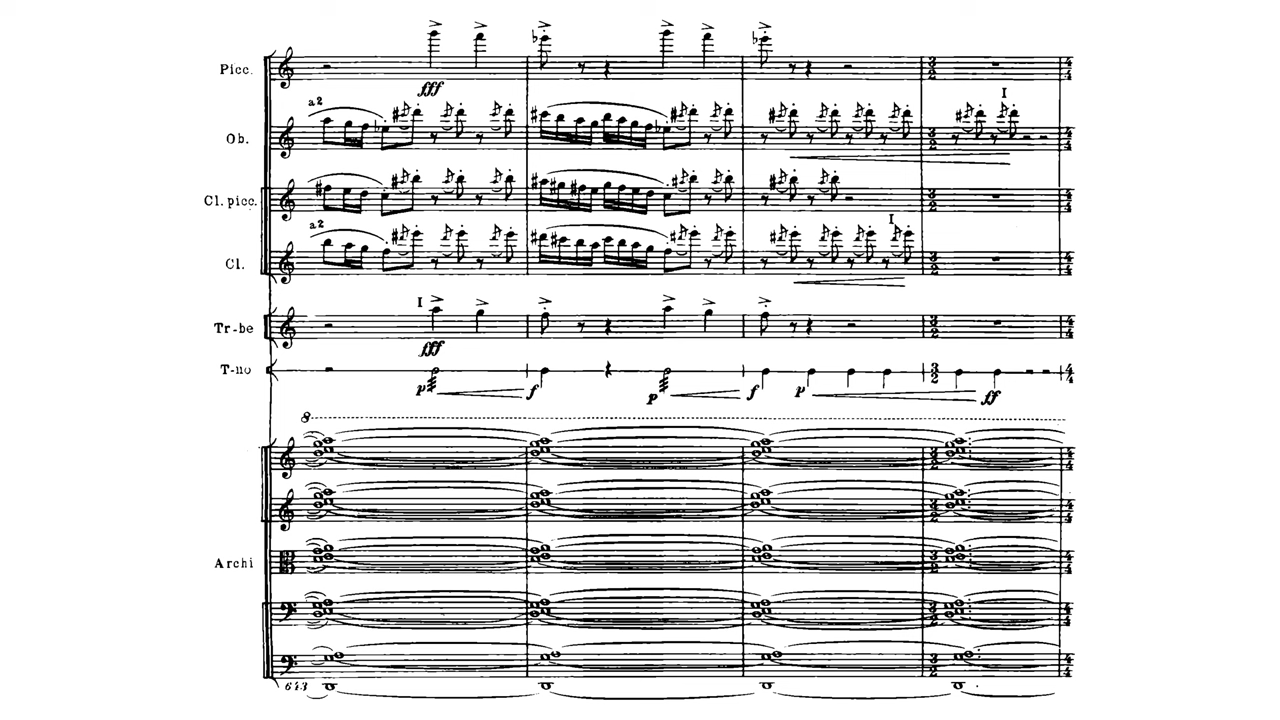 Picc.
fff
a2
I
Ob.
Cl. picc.
a2
I
Cl.
I
Tr-be
fff
T-no
p f p f p ff
8
Archi
643